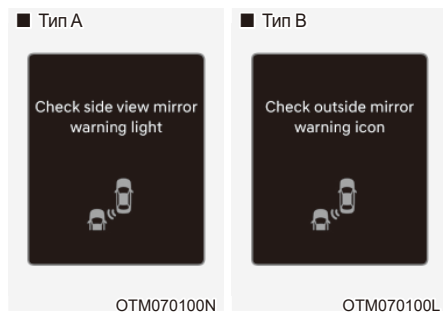 ■ Тип A
Check side view mirror
warning light
OTM070100N
■ Тип B
Check outside mirror
warning icon
OTM070100L